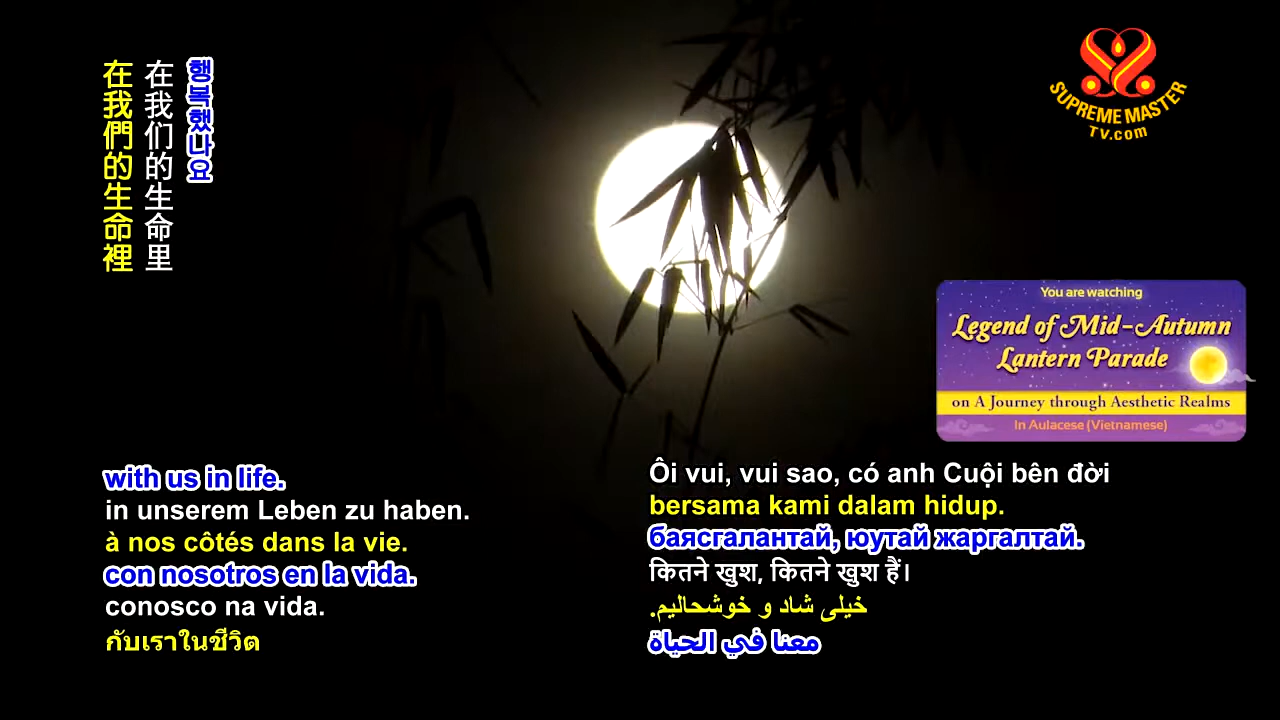 在我們的生命裡
在我们的生命里
행복했나요
SUPREME MASTER
TV.com
You are watching
Legend of Mid-Autumn
Lantern Parade
on A Journey through Aesthetic Realms
In Aulacese (Vietnamese)
with us in life.
in unserem Leben zu haben.
à nos côtés dans la vie.
con nosotros en la vida.
conosco na vida.
กับเราในชีวิต
Ôi vui, vui sao, có anh Cuội bên đời
bersama kami dalam hidup.
баясгалантай, юутай жаргалтай.
कितने खुश, कितने खुश हैं।
خیلی شاد و خوشحالیم.
معنا في الحياة